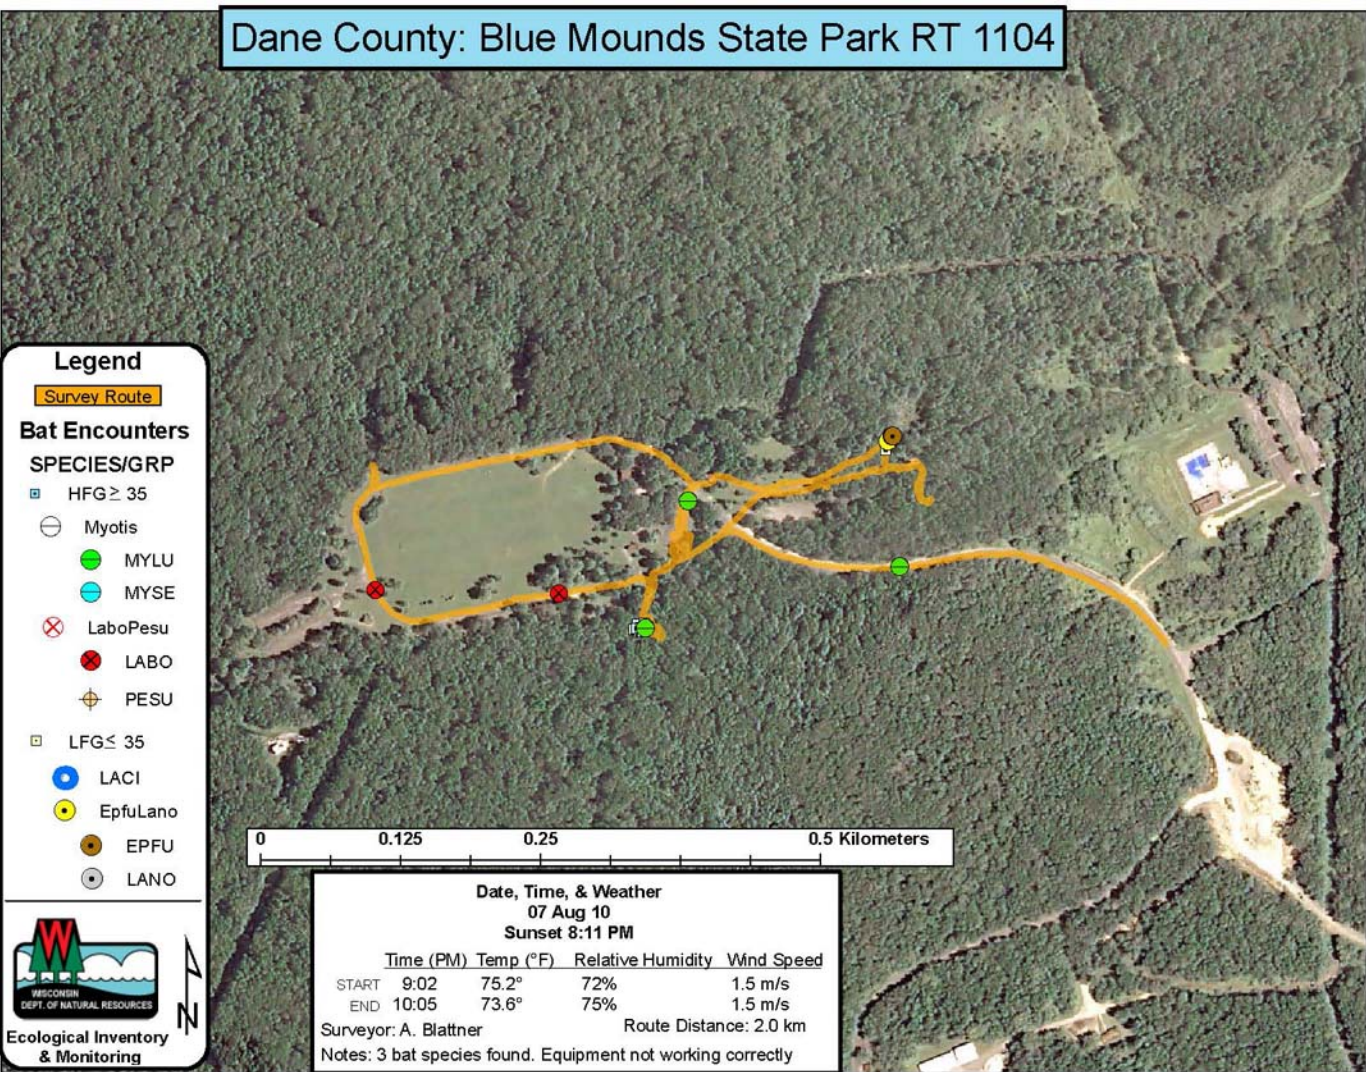 Dane County: Blue Mounds State Park RT 1104
Legend
Survey Route
Bat Encounters
SPECIES/GRP
HFG ≥ 35
Myotis
MYLU
MYSE
LaboPesu
LABO
PESU
LFG ≤ 35
LACI
EpfuLano
EPFU
LANO
W
WISCONSIN
DEPT. OF NATURAL RESOURCES
N
Ecological Inventory
& Monitoring
0 0.125 0.25 0.5 Kilometers
Date, Time, & Weather
07 Aug 10
Sunset 8:11 PM
Time (PM) Temp (°F) Relative Humidity Wind Speed
START 9:02 75.2° 72% 1.5 m/s
END 10:05 73.6° 75% 1.5 m/s
Surveyor: A. Blattner Route Distance: 2.0 km
Notes: 3 bat species found. Equipment not working correctly